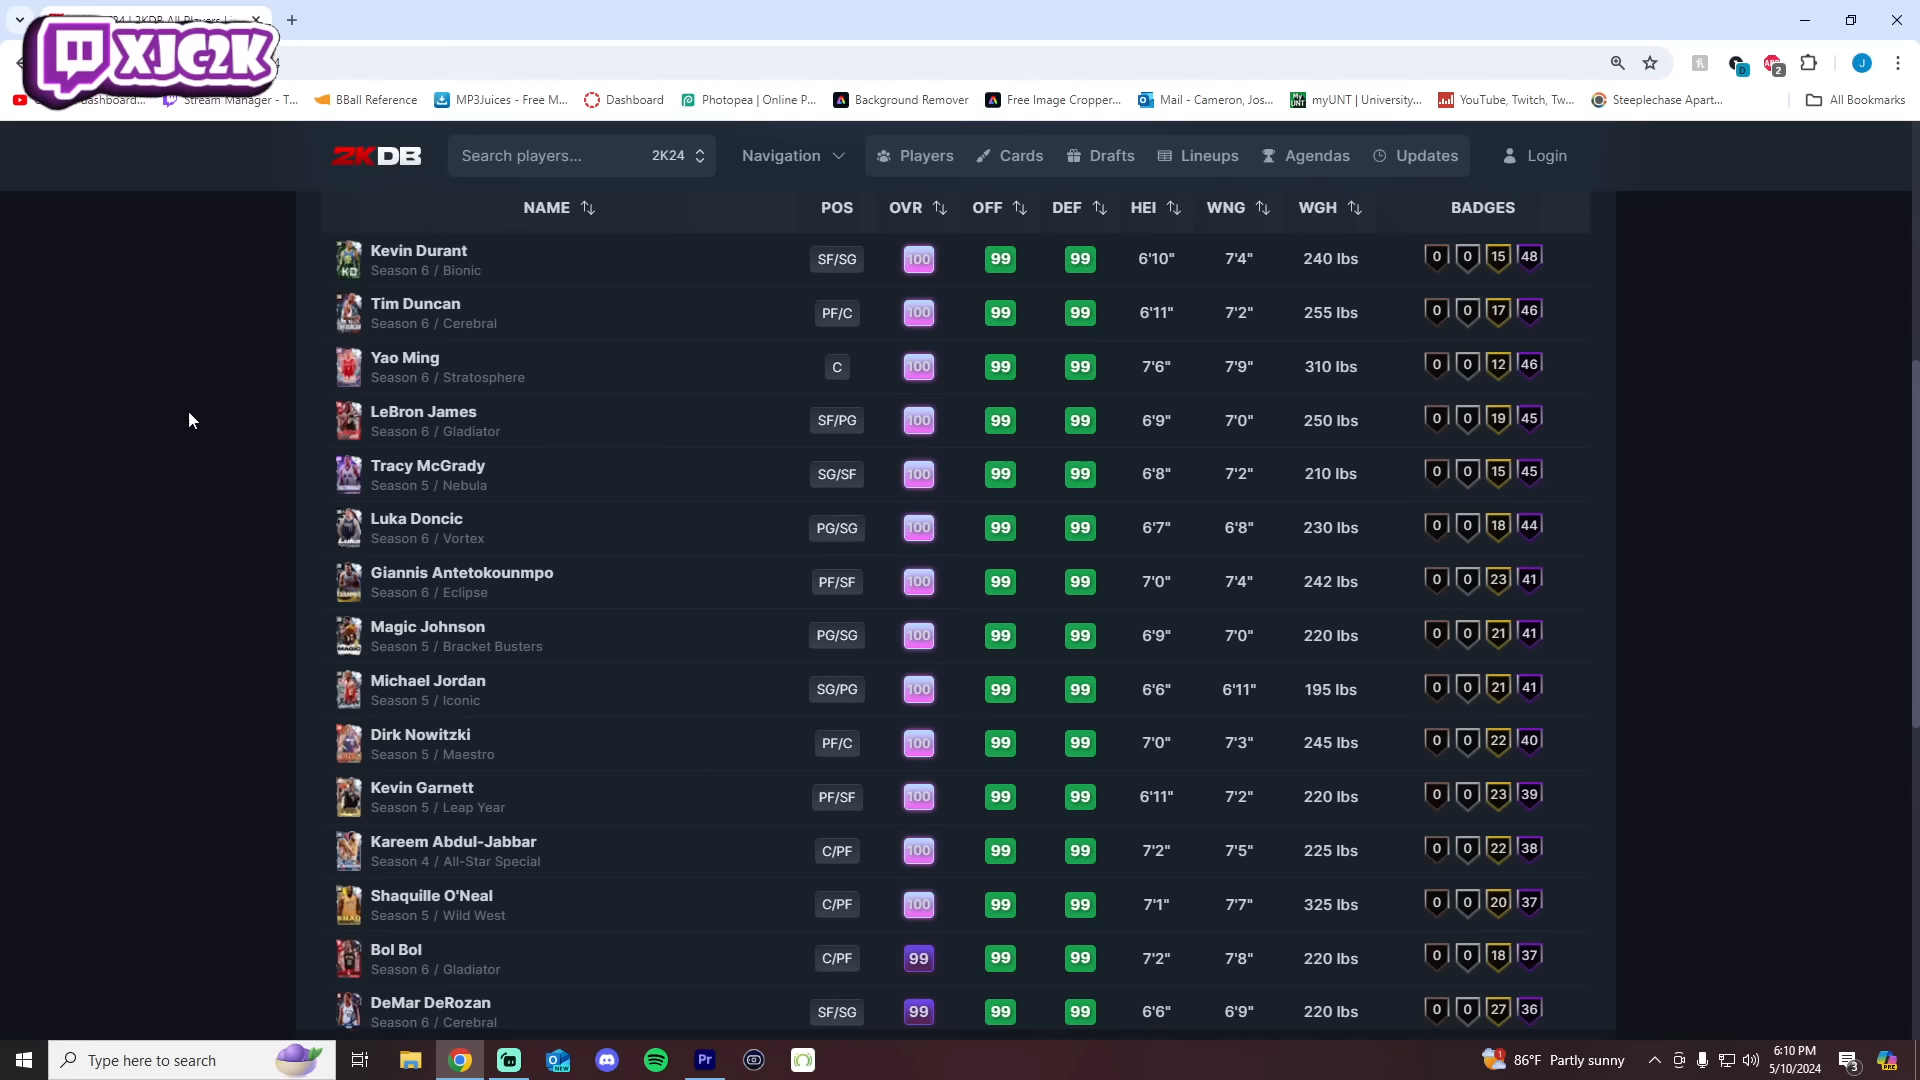 XJC2K
Stream Manager - T...
BBall Reference
MP3Juices - Free M...
Dashboard
Photopea | Online P...
Background Remover
Free Image Cropper...
Mail - Cameron, Jos...
myUNT | University...
YouTube, Twitch, Tw...
Steeplechase Apart...
All Bookmarks
2KDB
Search players...
2K24
Navigation
Players
Cards
Drafts
Lineups
Agendas
Updates
Login
NAME POS OVR OFF DEF HEI WNG WGH BADGES
Kevin Durant SF/SG 100 99 99 6'10" 7'4" 240 lbs 0 0 15 48
Season 6 / Bionic
Tim Duncan PF/C 100 99 99 6'11" 7'2" 255 lbs 0 0 17 46
Season 6 / Cerebral
Yao Ming C 100 99 99 7'6" 7'9" 310 lbs 0 0 12 46
Season 6 / Stratosphere
LeBron James SF/PG 100 99 99 6'9" 7'0" 250 lbs 0 0 19 45
Season 6 / Gladiator
Tracy McGrady SG/SF 100 99 99 6'8" 7'2" 210 lbs 0 0 15 45
Season 5 / Nebula
Luka Doncic PG/SG 100 99 99 6'7" 6'8" 230 lbs 0 0 18 44
Season 6 / Vortex
Giannis Antetokounmpo PF/SF 100 99 99 7'0" 7'4" 242 lbs 0 0 23 41
Season 6 / Eclipse
Magic Johnson PG/SG 100 99 99 6'9" 7'0" 220 lbs 0 0 21 41
Season 5 / Bracket Busters
Michael Jordan SG/PG 100 99 99 6'6" 6'11" 195 lbs 0 0 21 41
Season 5 / Iconic
Dirk Nowitzki PF/C 100 99 99 7'0" 7'3" 245 lbs 0 0 22 40
Season 5 / Maestro
Kevin Garnett PF/SF 100 99 99 6'11" 7'2" 220 lbs 0 0 23 39
Season 5 / Leap Year
Kareem Abdul-Jabbar C/PF 100 99 99 7'2" 7'5" 225 lbs 0 0 22 38
Season 4 / All-Star Special
Shaquille O'Neal C/PF 100 99 99 7'1" 7'7" 325 lbs 0 0 20 37
Season 5 / Wild West
Bol Bol C/PF 99 99 99 7'2" 7'8" 220 lbs 0 0 18 37
Season 6 / Gladiator
DeMar DeRozan SF/SG 99 99 99 6'6" 6'9" 220 lbs 0 0 27 36
Season 6 / Cerebral
Type here to search
86°F Partly sunny
6:10 PM
5/10/2024